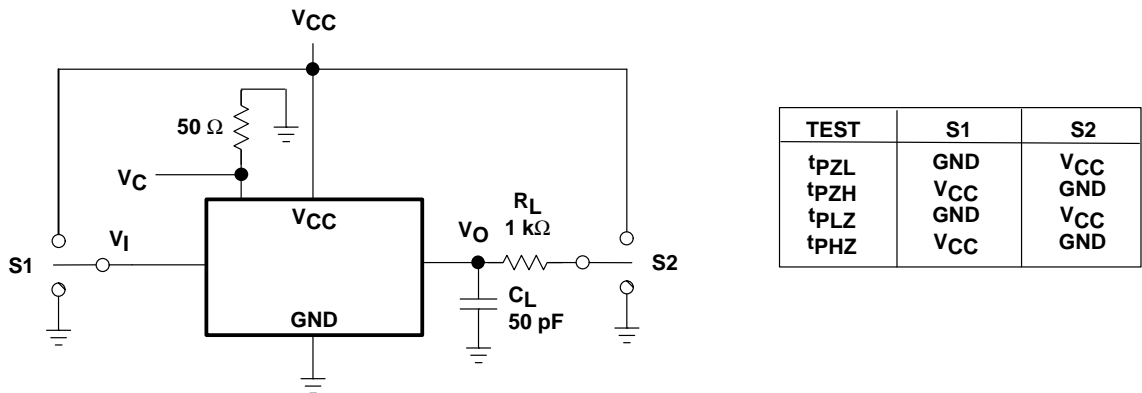 VCC
50 Ω
VC
VCC
S1
VI
GND
VO
RL
1 kΩ
CL
50 pF
S2
TEST S1 S2
tPZL GND VCC
tPZH VCC GND
tPLZ GND VCC
tPHZ VCC GND